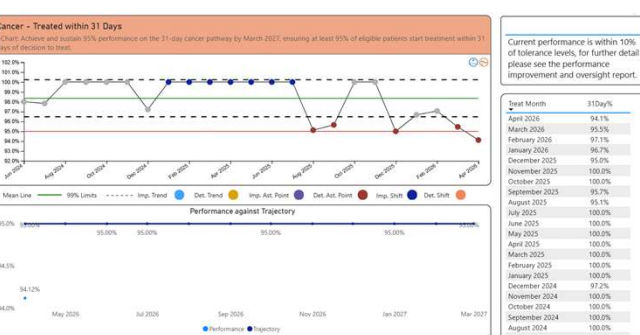 Cancer - Treated within 31 Days
Chart: Achieve and sustain 95% performance on the 31-day cancer pathway by March 2027, ensuring at least 95% of eligible patients start treatment within 31
days of decision to treat.
102.0%
101.0%
100.0%
99.0%
98.0%
97.0%
96.0%
95.0%
94.0%
93.0%
92.0%
Jun 2024
Aug 2024
Oct 2024
Dec 2024
Feb 2025
Apr 2025
Jun 2025
Aug 2025
Oct 2025
Dec 2025
Feb 2026
Apr 2026
Mean Line 99% Limits Imp. Trend Det. Trend Imp. Ast. Point Det. Ast. Point Imp. Shift Det. Shift
Performance against Trajectory
95.0% 95.00% 95.00%
95.00% 95.00% 95.00% 95.00%
94.5%
94.12%
94.0%
May 2026 Jul 2026 Sep 2026 Nov 2026 Jan 2027 Mar 2027
Performance Trajectory
Current performance is within 10%
of tolerance levels, for further detail
please see the performance
improvement and oversight report.
Treat Month 31Day%
April 2026 94.1%
March 2026 95.5%
February 2026 97.1%
January 2026 96.7%
December 2025 95.0%
November 2025 100.0%
October 2025 100.0%
September 2025 95.7%
August 2025 95.1%
July 2025 100.0%
June 2025 100.0%
May 2025 100.0%
April 2025 100.0%
March 2025 100.0%
February 2025 100.0%
January 2025 100.0%
December 2024 97.2%
November 2024 100.0%
October 2024 100.0%
September 2024 100.0%
August 2024 100.0%